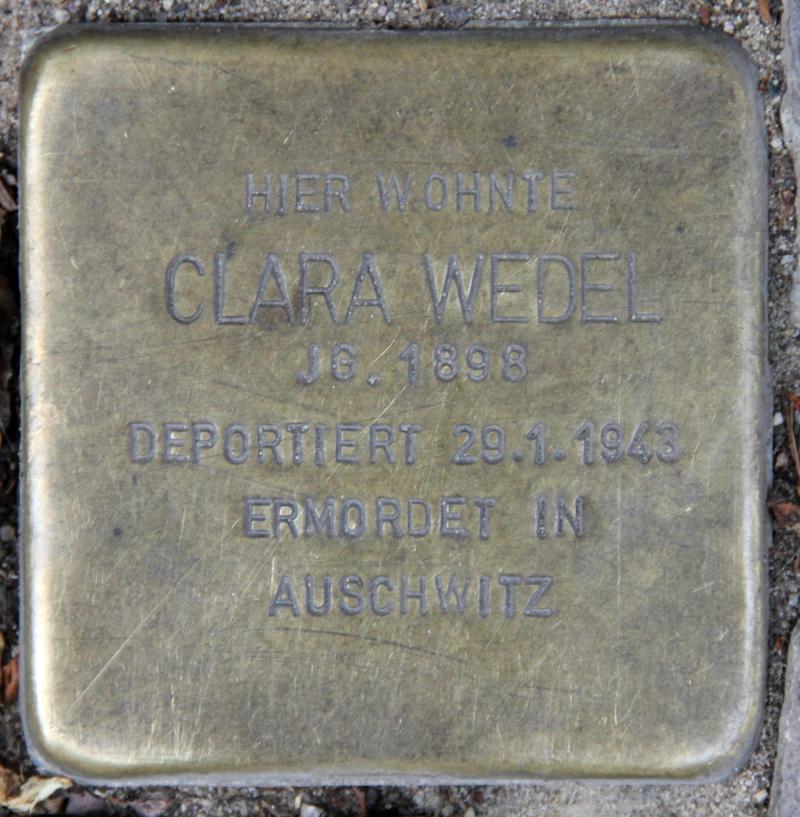 HIER WOHNTE
CLARA WEDEL
JG. 1898
DEPORTIERT 29.1.1943
ERMORDET IN
AUSCHWITZ